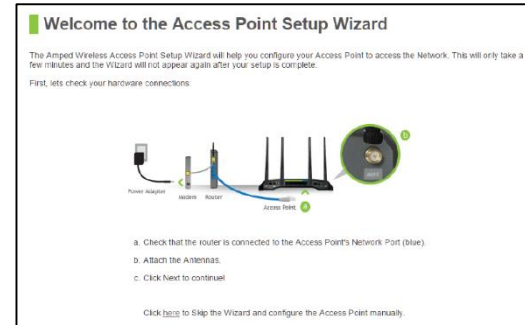 Welcome to the Access Point Setup Wizard
The Amped Wireless Access Point Setup Wizard will help you configure your Access Point to access the Network. This will only take a
few minutes and the Wizard will not appear again after your setup is complete.
First, lets check your hardware connections
b
Power Adapter
Modem
Router
Access Point
a
a. Check that the router is connected to the Access Point's Network Port (blue).
b. Attach the Antennas.
c. Click Next to continue!
Click here to Skip the Wizard and configure the Access Point manually.